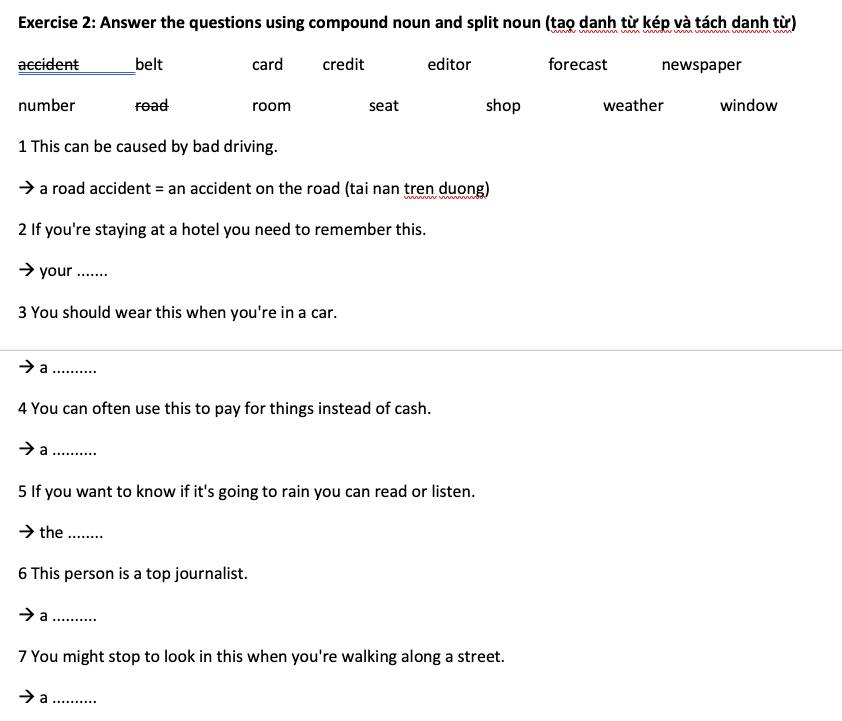 Exercise 2: Answer the questions using compound noun and split noun (tạo danh từ kép và tách danh từ)
accident belt card credit editor forecast newspaper
number road room seat shop weather window
1 This can be caused by bad driving.
→ a road accident = an accident on the road (tai nan tren duong)
2 If you're staying at a hotel you need to remember this.
→ your .......
3 You should wear this when you're in a car.
→ a ..........
4 You can often use this to pay for things instead of cash.
→ a ..........
5 If you want to know if it's going to rain you can read or listen.
→ the ........
6 This person is a top journalist.
→ a ..........
7 You might stop to look in this when you're walking along a street.
→ a ..........